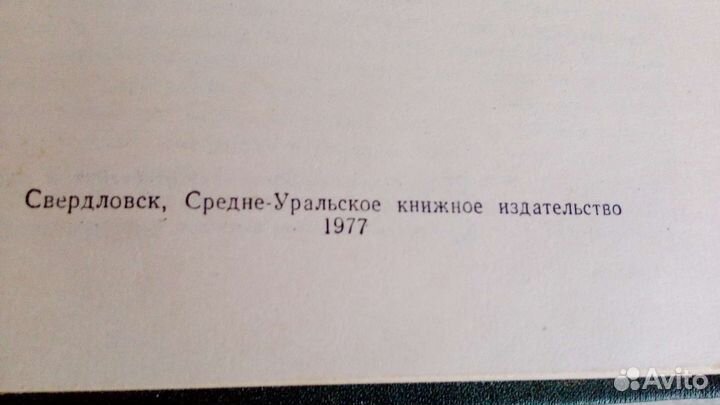 Свердловск, Средне-Уральское книжное издательство
1977
Avito